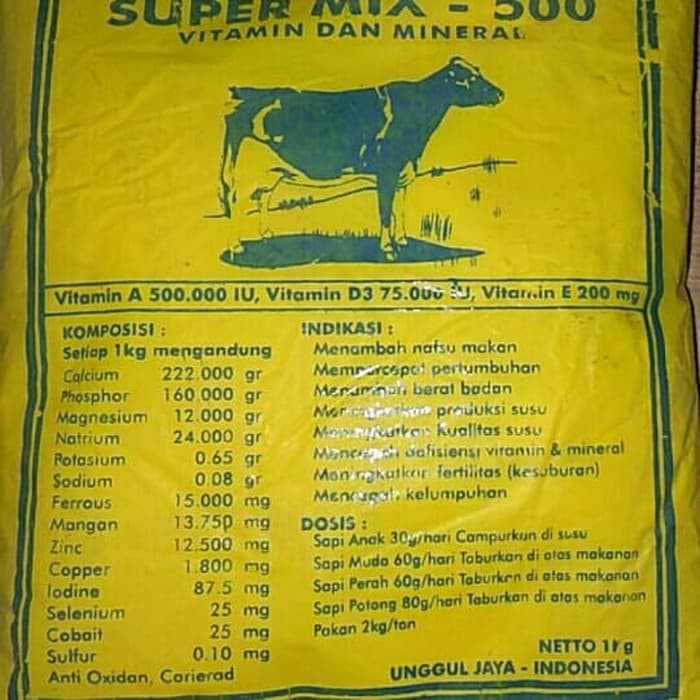 SUPER MIX - 500
VITAMIN DAN MINERAL
Vitamin A 500.000 IU, Vitamin D3 75.000 IU, Vitamin E 200 mg
KOMPOSISI :
Setiap 1kg mengandung
Calcium 222.000 gr
Phosphor 160.000 gr
Magnesium 12.000 gr
Natrium 24.000 gr
Potasium 0.65 gr
Sodium 0.08 gr
Ferrous 15.000 mg
Mangan 13.750 mg
Zinc 12.500 mg
Copper 1.800 mg
Iodine 87.5 mg
Selenium 25 mg
Cobalt 25 mg
Sulfur 0.10 mg
Anti Oxidan, Carierad
INDIKASI :
Menambah nafsu makan
Mempercepat pertumbuhan
Menambah berat badan
Meningkatkan produksi susu
Meningkatkan kualitas susu
Mencegah defisiensi vitamin & mineral
Meningkatkan fertilitas (kesuburan)
Mencegah kelumpuhan
DOSIS :
Sapi Anak 30g/hari Campurkan di susu
Sapi Muda 60g/hari Taburkan di atas makanan
Sapi Perah 60g/hari Taburkan di atas makanan
Sapi Potong 80g/hari Taburkan di atas makanan
Pakan 2kg/ton
NETTO 1kg
UNGGUL JAYA - INDONESIA